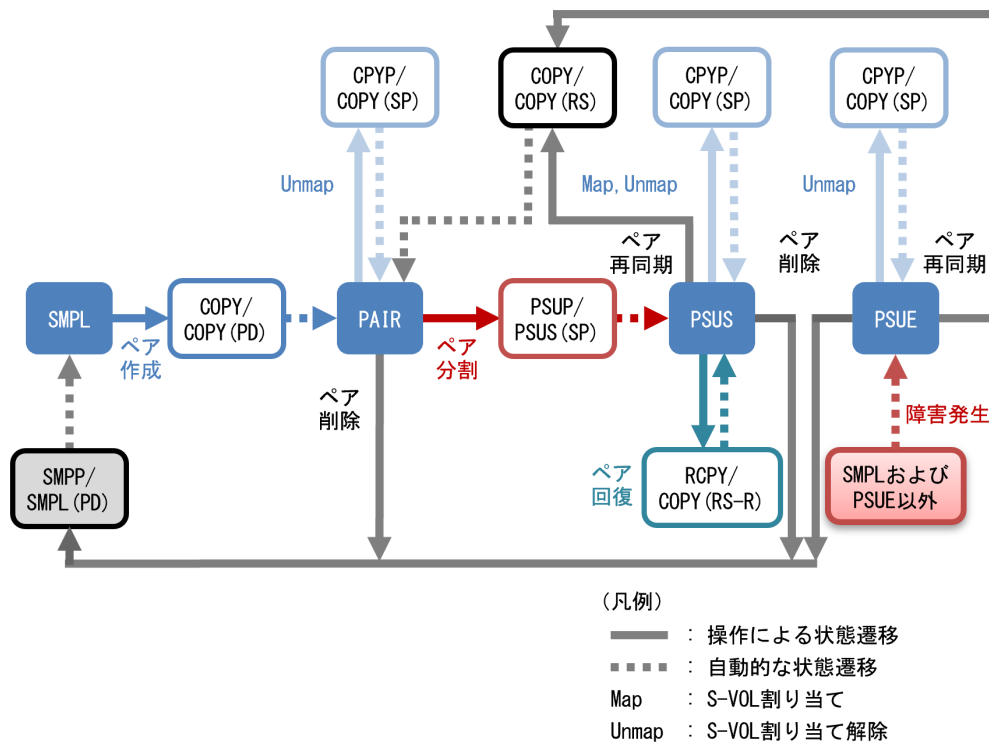 CPYP/
COPY(SP)
COPY/
COPY(RS)
CPYP/
COPY(SP)
CPYP/
COPY(SP)
Unmap
Map,Unmap
Unmap
ペア
再同期
ペア
削除
ペア
再同期
SMPL
COPY/
COPY(PD)
PAIR
PSUP/
PSUS(SP)
PSUS
PSUE
ペア
作成
ペア
分割
ペア
削除
障害発生
SMPP/
SMPL(PD)
ペア
回復
RCPY/
COPY(RS-R)
SMPLおよび
PSUE以外
(凡例)
: 操作による状態遷移
: 自動的な状態遷移
Map : S-VOL割り当て
Unmap : S-VOL割り当て解除